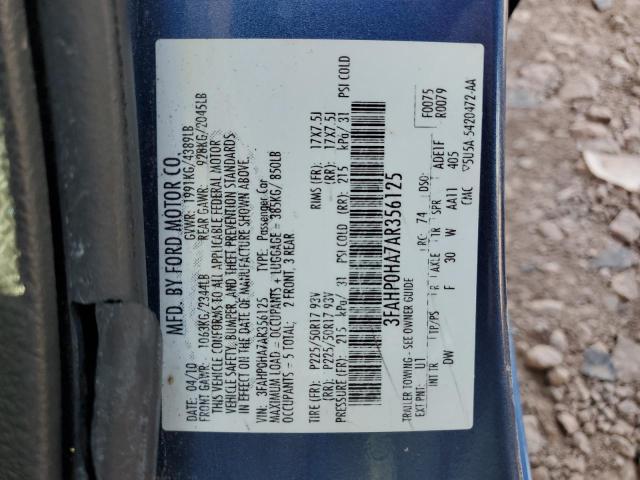 MFD. BY FORD MOTOR CO.
DATE: 04/10 GVWR: 1991KG/4389LB
FRONT GAWR: 1063KG/2344LB REAR GAWR: 928KG/2045LB
THIS VEHICLE CONFORMS TO ALL APPLICABLE FEDERAL MOTOR
VEHICLE SAFETY, BUMPER, AND THEFT PREVENTION STANDARDS
IN EFFECT ON THE DATE OF MANUFACTURE SHOWN ABOVE.
VIN: 3FAHP0HA7AR356125 TYPE: Passenger Car
MAXIMUM LOAD = OCCUPANTS + LUGGAGE = 385KG/ 850LB
OCCUPANTS = 5 TOTAL; 2 FRONT, 3 REAR
TIRE (FR): P225/50R17 93V RIMS (FR): 17X7.5J
(RR): P225/50R17 93V (RR): 17X7.5J
PRESSURE (FR): 215 kPa/ 31 PSI COLD (RR): 215 kPa/ 31 PSI COLD
3FAHP0HA7AR356125
TRAILER TOWING - SEE OWNER GUIDE
F0075
R0079
EXT PNT: U1 RC: 74 DSO:
INT TR TP/PS R AXLE TR SPR ADE1F
DW F 30 W AA11 405
CMC
5U5A-5420472-AA